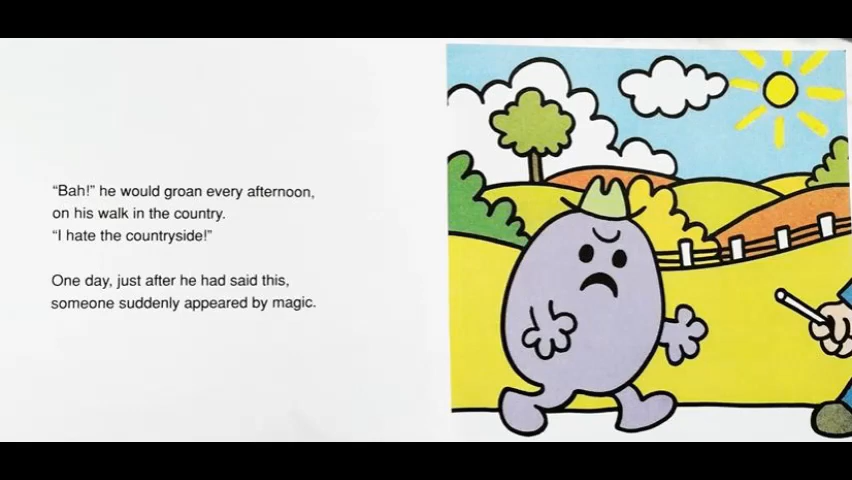 “Bah!” he would groan every afternoon,
on his walk in the country.
“I hate the countryside!”
One day, just after he had said this,
someone suddenly appeared by magic.